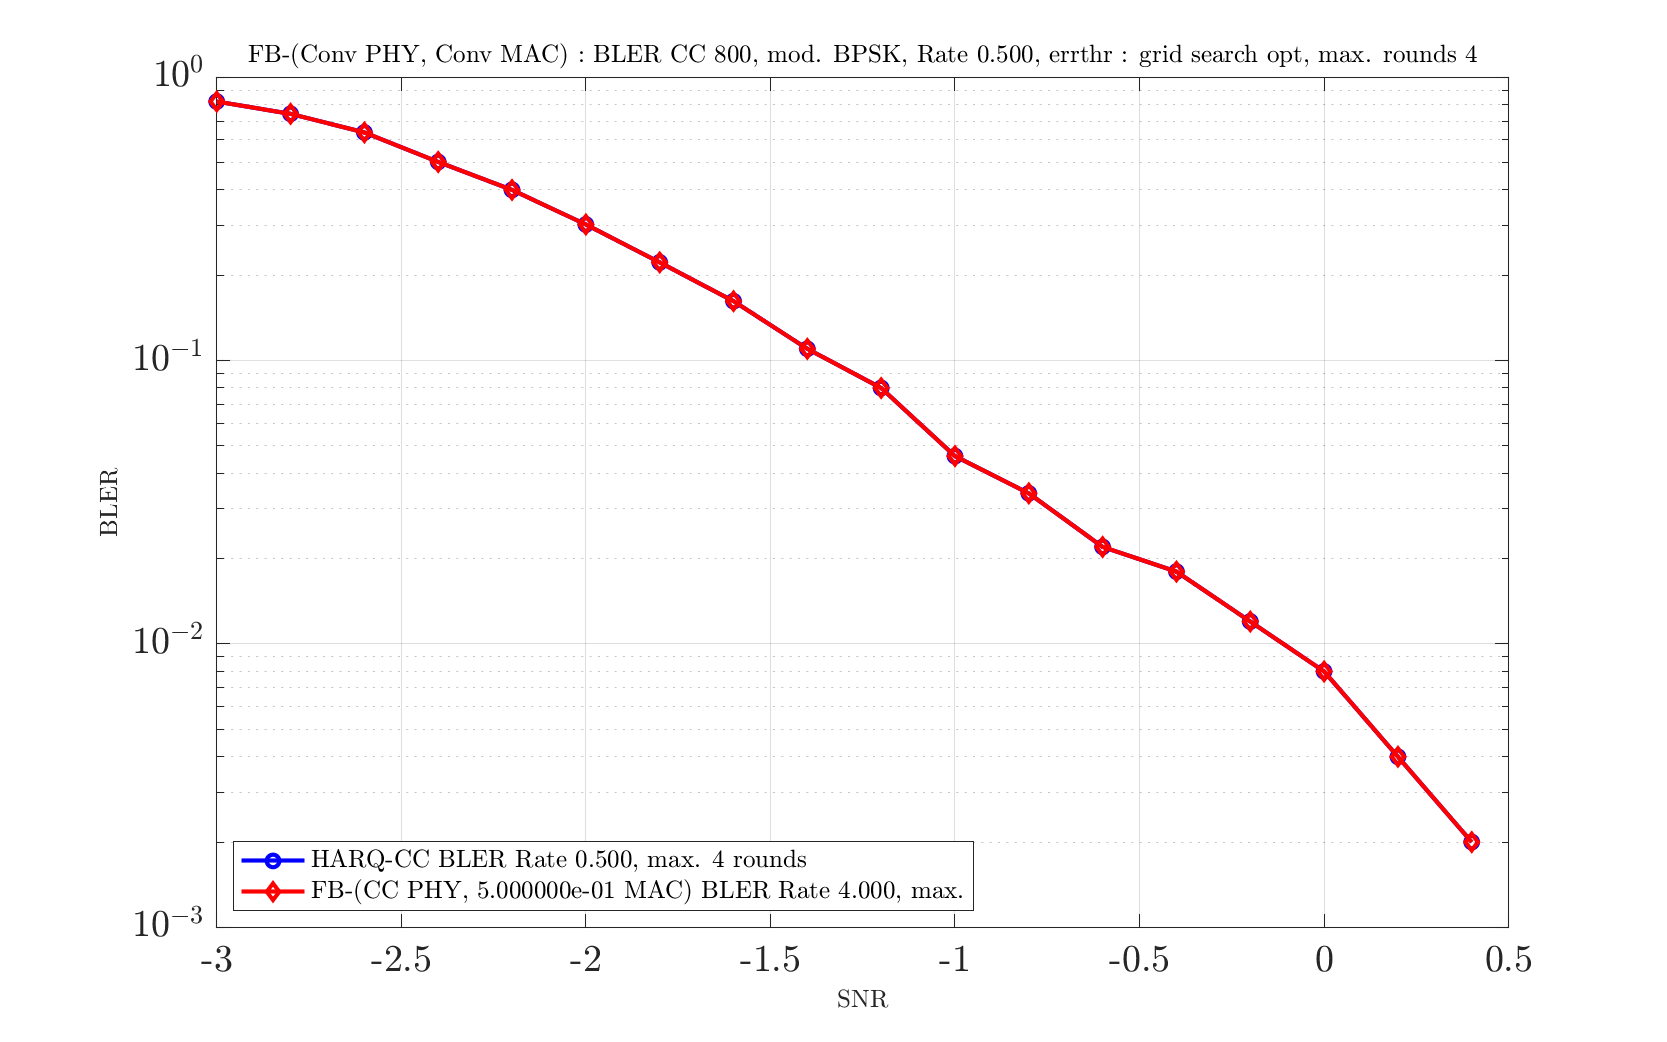 FB-(Conv PHY, Conv MAC) : BLER CC 800, mod. BPSK, Rate 0.500, errthr : grid search opt, max. rounds 4
10^0
10^{-1}
10^{-2}
10^{-3}
BLER
HARQ-CC BLER Rate 0.500, max. 4 rounds
FB-(CC PHY, 5.000000e-01 MAC) BLER Rate 4.000, max.
-3 -2.5 -2 -1.5 -1 -0.5 0 0.5
SNR